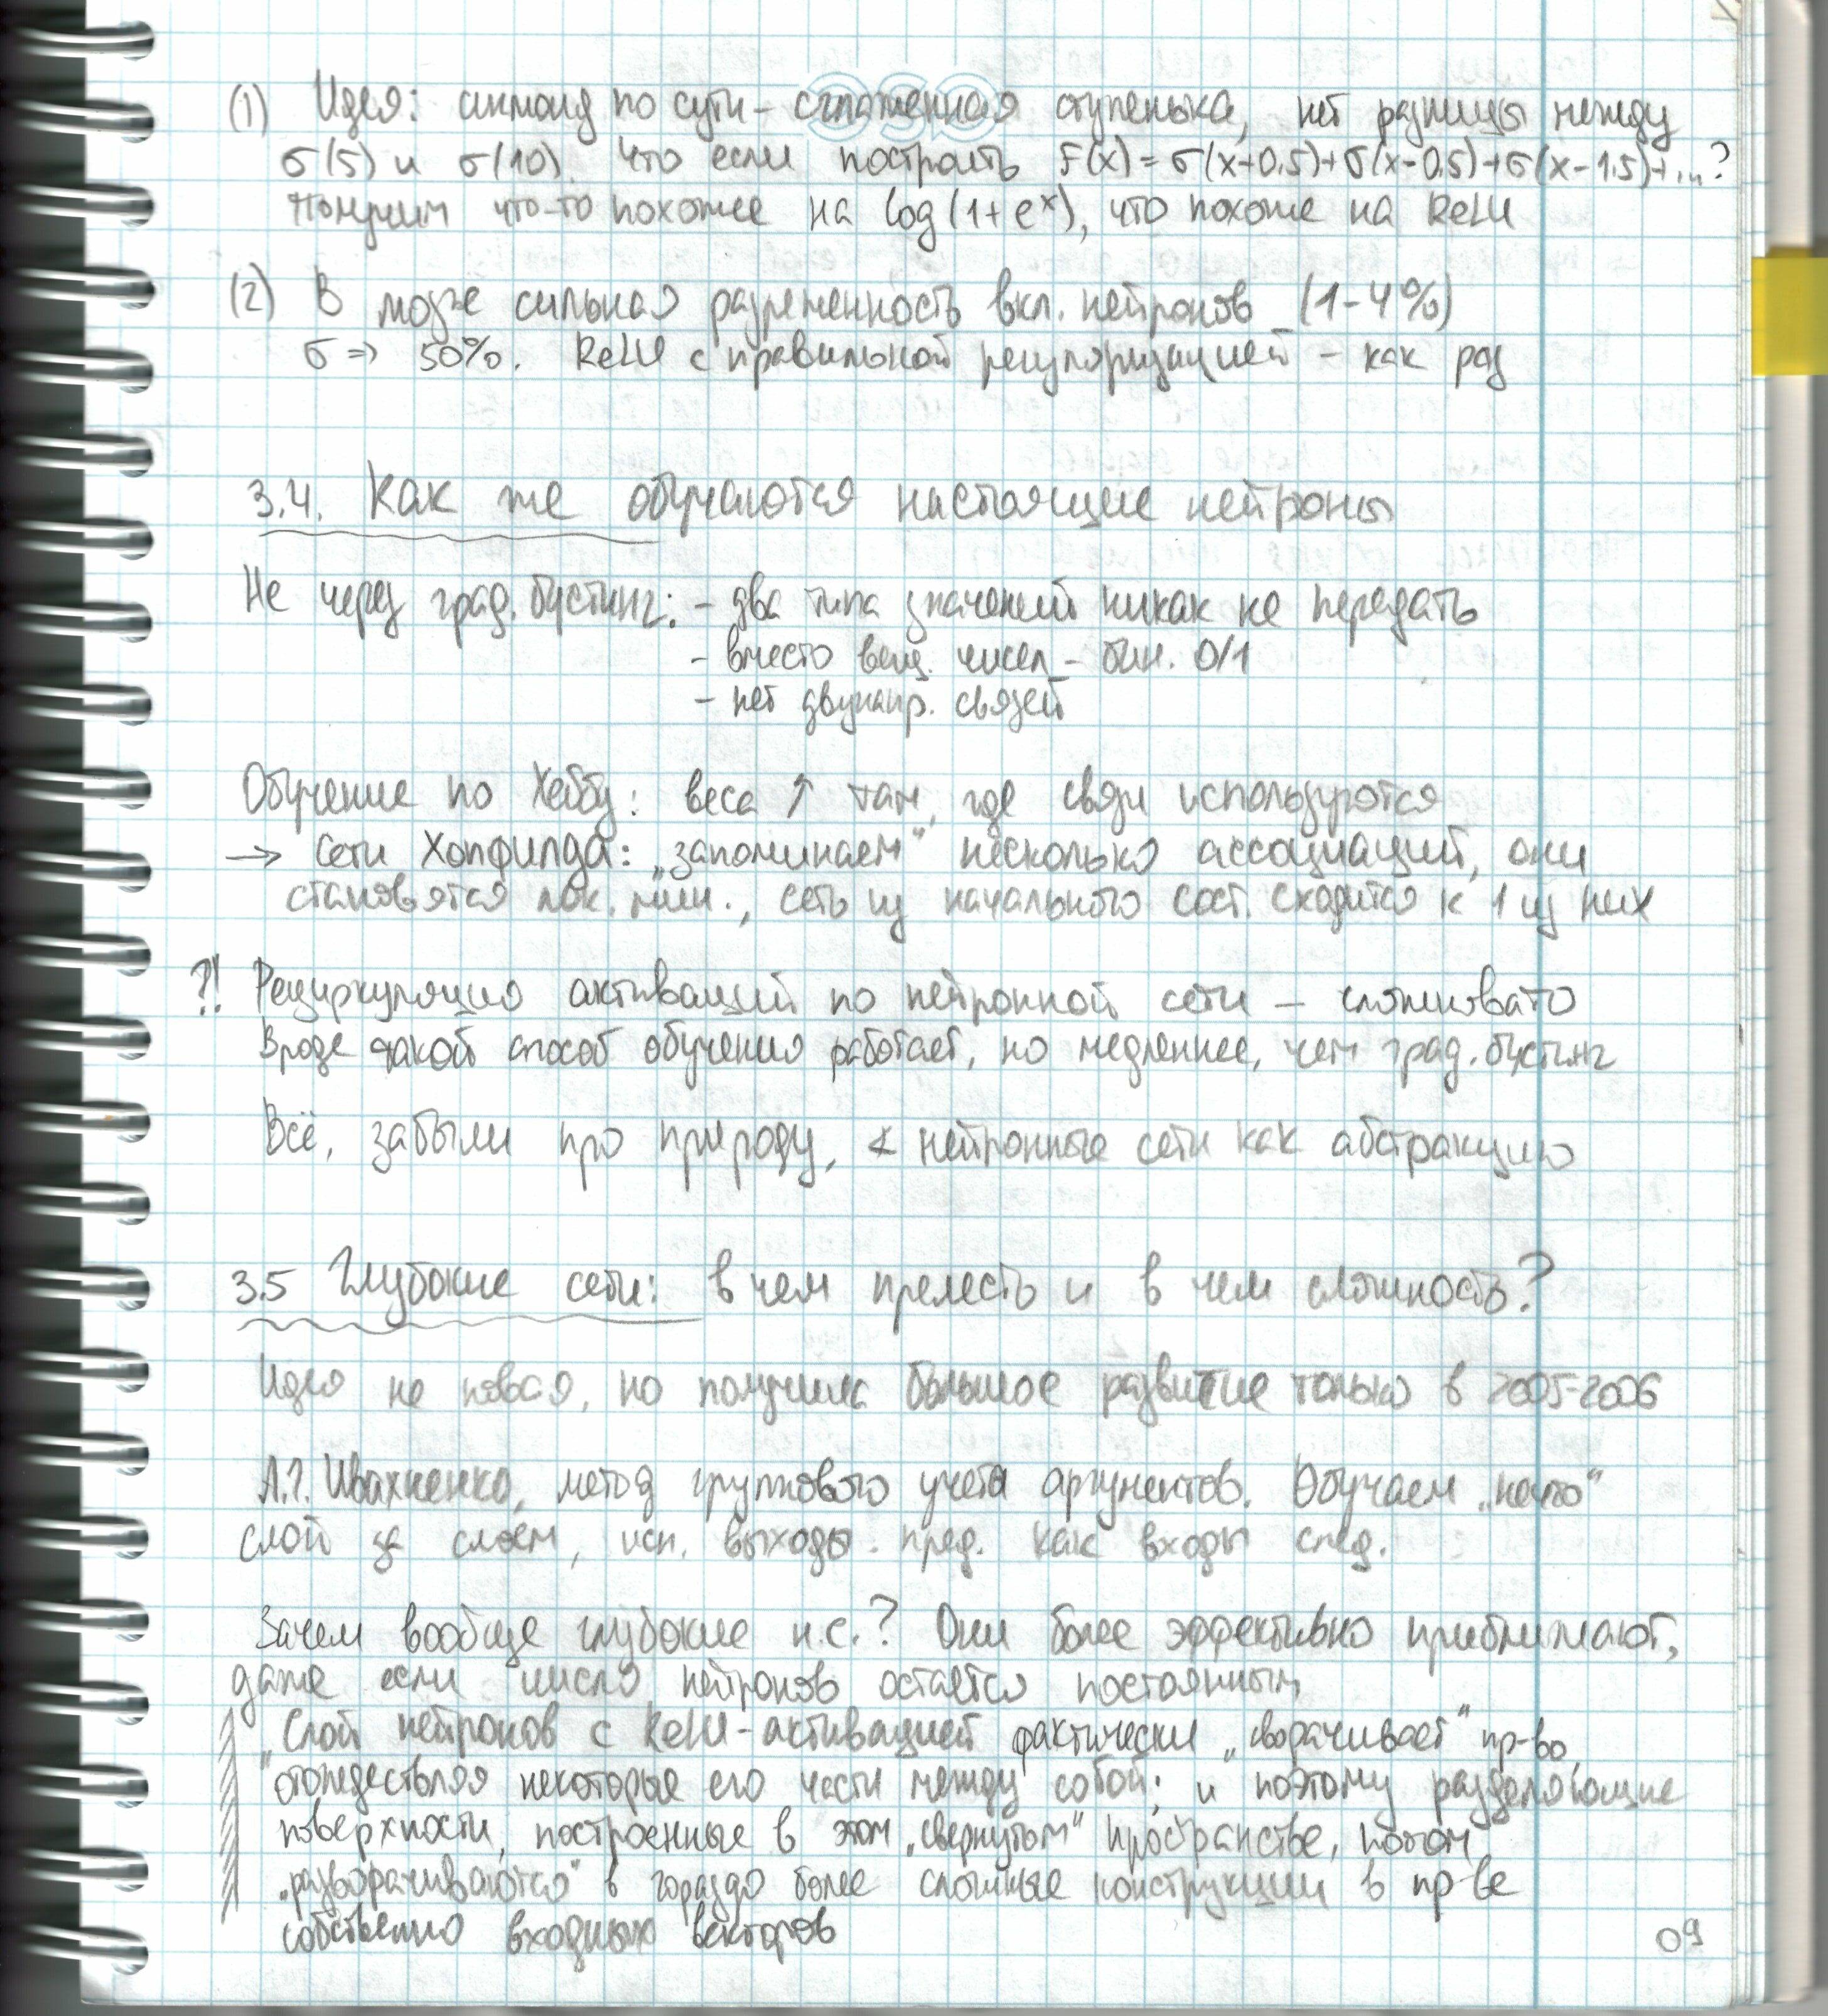 (1) Идея: сигмоид по сути – сглаженная ступенька, нет разницы между
σ(5) и σ(10). Что если построить F(x) = σ(x+0.5)+σ(x-0.5)+σ(x-1.5)+...?
Получим что-то похожее на log(1+e^x), что похоже на ReLU
(2) В мозге сильная разреженность вкл. нейронов (1-4%)
σ => 50%. ReLU с правильной регуляризацией – как раз
3.4. Как же обучаются настоящие нейроны
Не через град. бустинг: – два типа значений никак не передать
– вместо вещ. чисел – бин. 0/1
– нет двунапр. связей
Обучение по Хеббу: веса ↑ там, где связи используются
→ Сети Хопфилда: „запоминаем“ несколько ассоциаций, они
становятся лок. мин., сеть из начального сост. сходится к 1 из них
?! Рециркуляция активаций по нейронной сети – сложновато
Вроде такой способ обучения работает, но медленнее, чем град. бустинг
Всё, забыли про природу, < нейронные сети как абстракцию
3.5 Глубокие сети: в чем прелесть и в чем сложность?
Идея не новая, но получила большое развитие только в 2005-2006
А.Г. Ивахненко, метод группового учета аргументов. Обучаем
слой за слоем, исп. выходы пред. как входы след.
Зачем вообще глубокие н.с.? Они более эффективно приближают,
даже если число нейронов остается постоянным
„Слой нейронов с ReLU-активацией фактически „сворачивает“ пр-во,
отождествляя некоторые его части между собой; и поэтому разделяющие
поверхности, построенные в этом „свернутом“ пространстве, потом
„разворачиваются“ в гораздо более сложные конструкции в пр-ве
собственно входных векторов
09